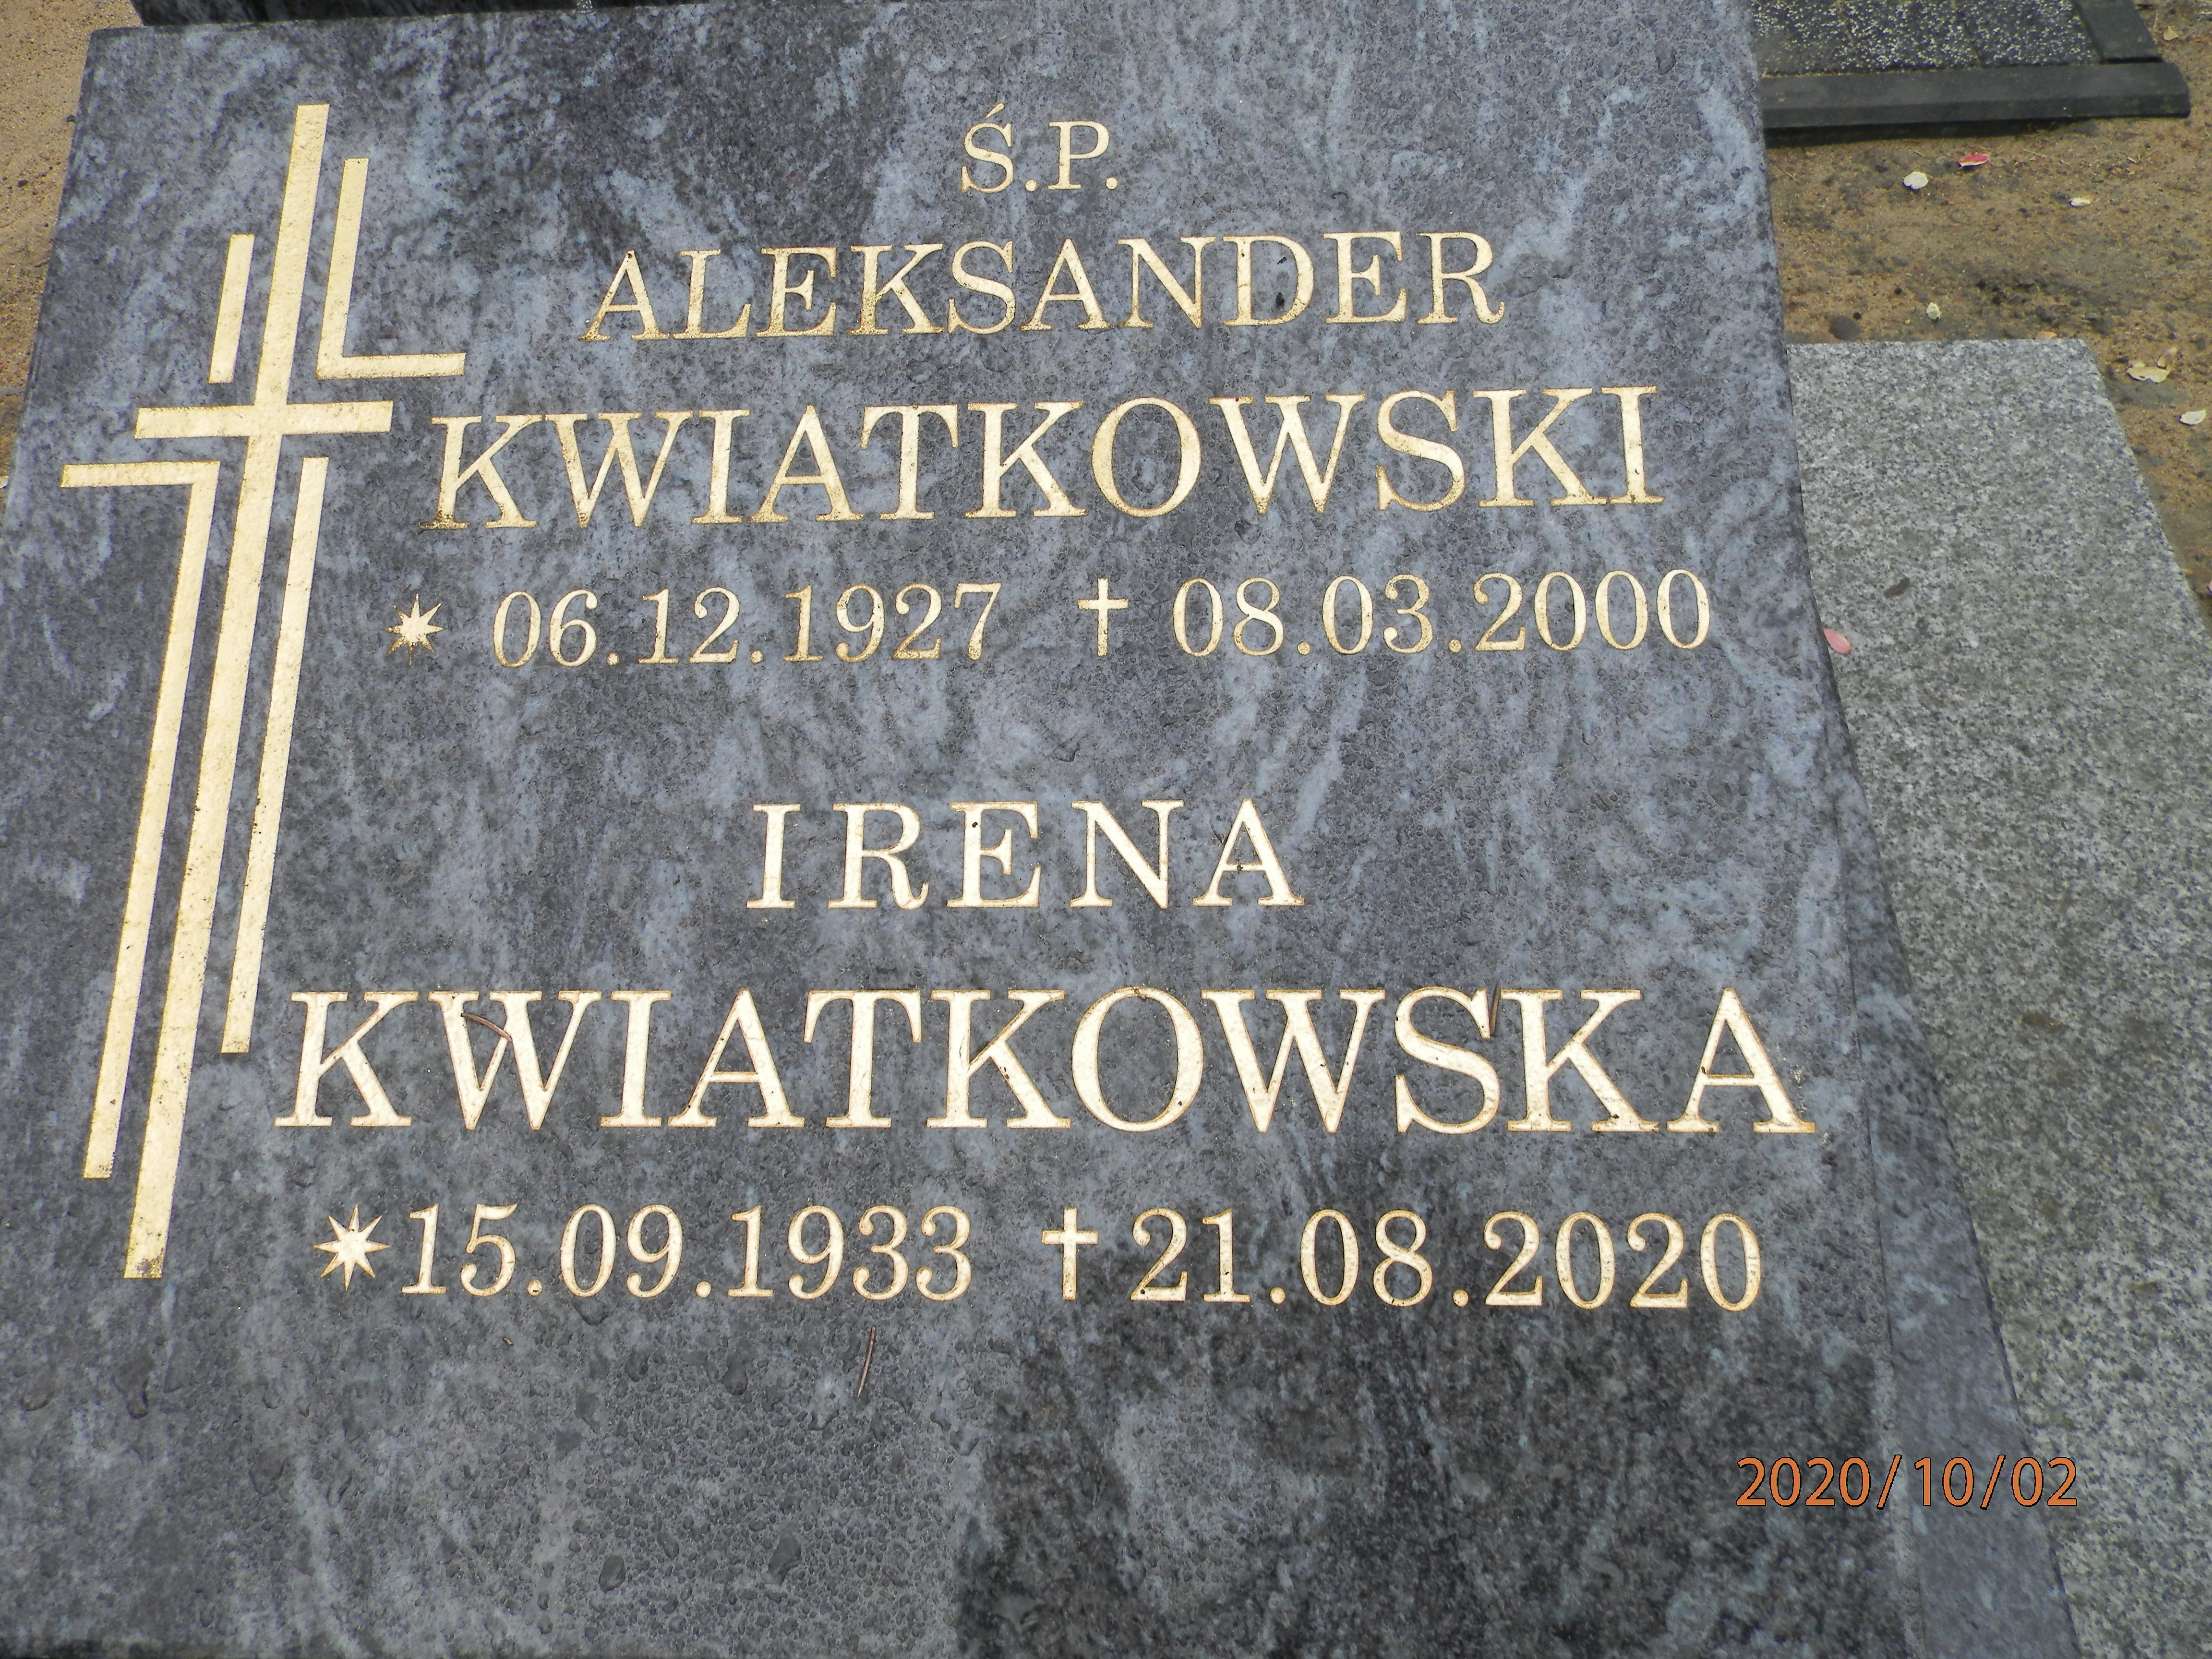 Ś.P.
ALEKSANDER
KWIATKOWSKI
✴ 06.12.1927 † 08.03.2000
IRENA
KWIATKOWSKA
✴15.09.1933 †21.08.2020
2020/10/02